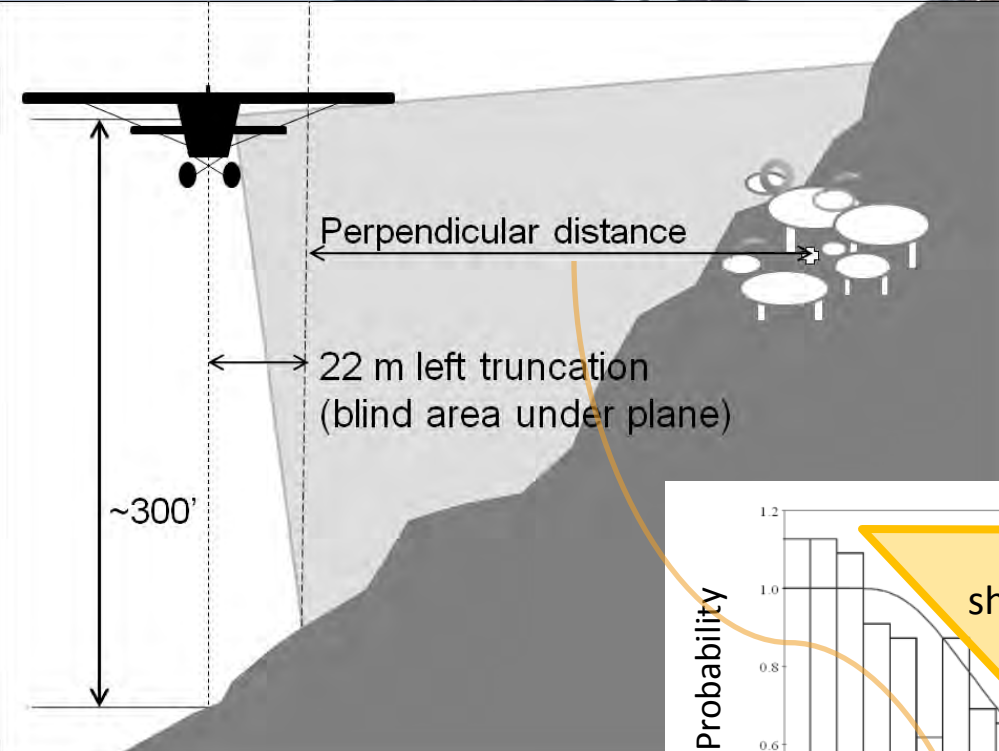 Perpendicular distance
22 m left truncation
(blind area under plane)
~300'
1.2
1.0
0.8
0.6
Probability